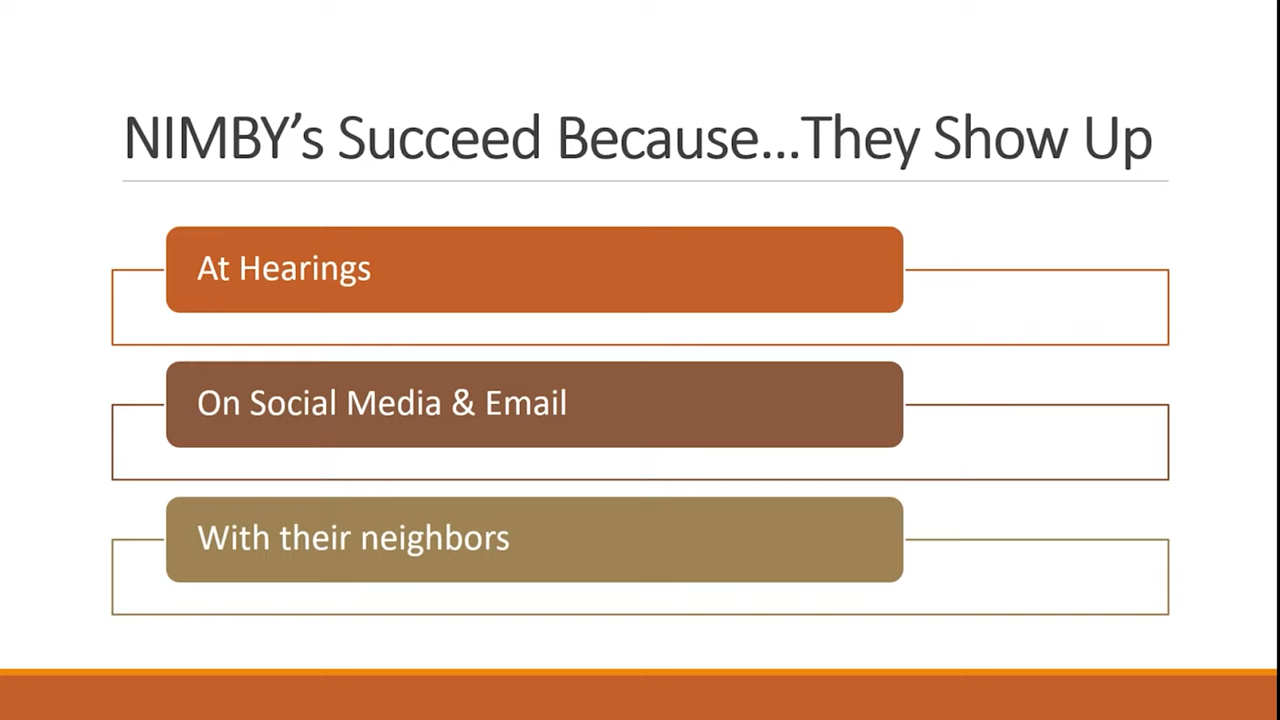 NIMBY’s Succeed Because...They Show Up
At Hearings
On Social Media & Email
With their neighbors